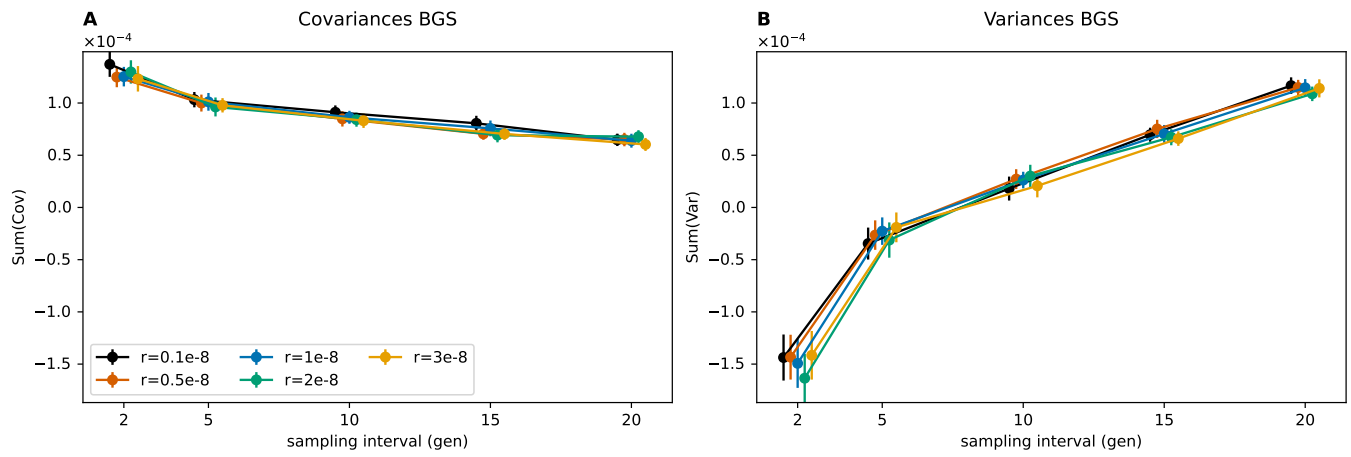 A
Covariances BGS
×10⁻⁴
1.0
0.5
0.0
−0.5
−1.0
−1.5
Sum(Cov)
r=0.1e-8
r=0.5e-8
r=1e-8
r=2e-8
r=3e-8
2 5 10 15 20
sampling interval (gen)
B
Variances BGS
×10⁻⁴
1.0
0.5
0.0
−0.5
−1.0
−1.5
Sum(Var)
2 5 10 15 20
sampling interval (gen)